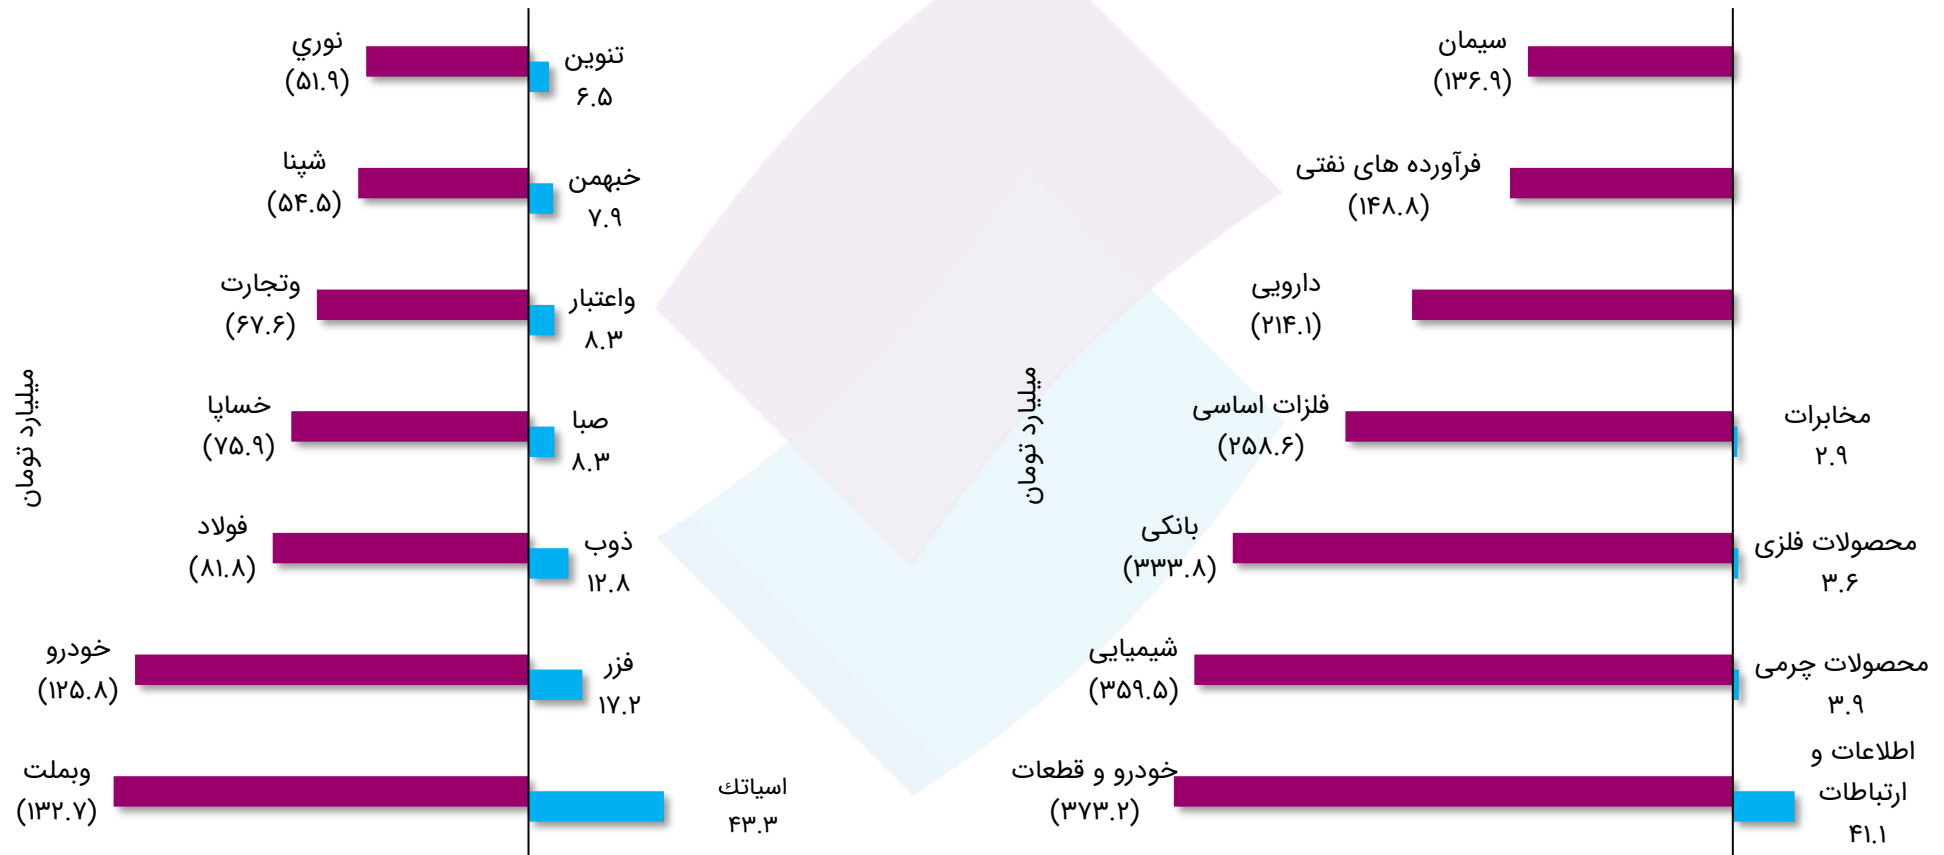 سیمان
(۱۳۶.۹)
فرآورده های نفتی
(۱۴۸.۸)
دارویی
(۲۱۴.۱)
مخابرات
۲.۹
فلزات اساسی
(۲۵۸.۶)
محصولات فلزی
۳.۶
بانکی
(۳۳۳.۸)
محصولات چرمی
۳.۹
شیمیایی
(۳۵۹.۵)
اطلاعات و
ارتباطات
۴۱.۱
خودرو و قطعات
(۳۷۳.۲)
میلیارد تومان
تنوین
۶.۵
نوري
(۵۱.۹)
خبهمن
۷.۹
شپنا
(۵۴.۵)
واعتبار
۸.۳
وتجارت
(۶۷.۶)
صبا
۸.۳
خساپا
(۷۵.۹)
ذوب
۱۲.۸
فولاد
(۸۱.۸)
فزر
۱۷.۲
خودرو
(۱۲۵.۸)
اسیاتك
۴۳.۳
وبملت
(۱۳۲.۷)
میلیارد تومان